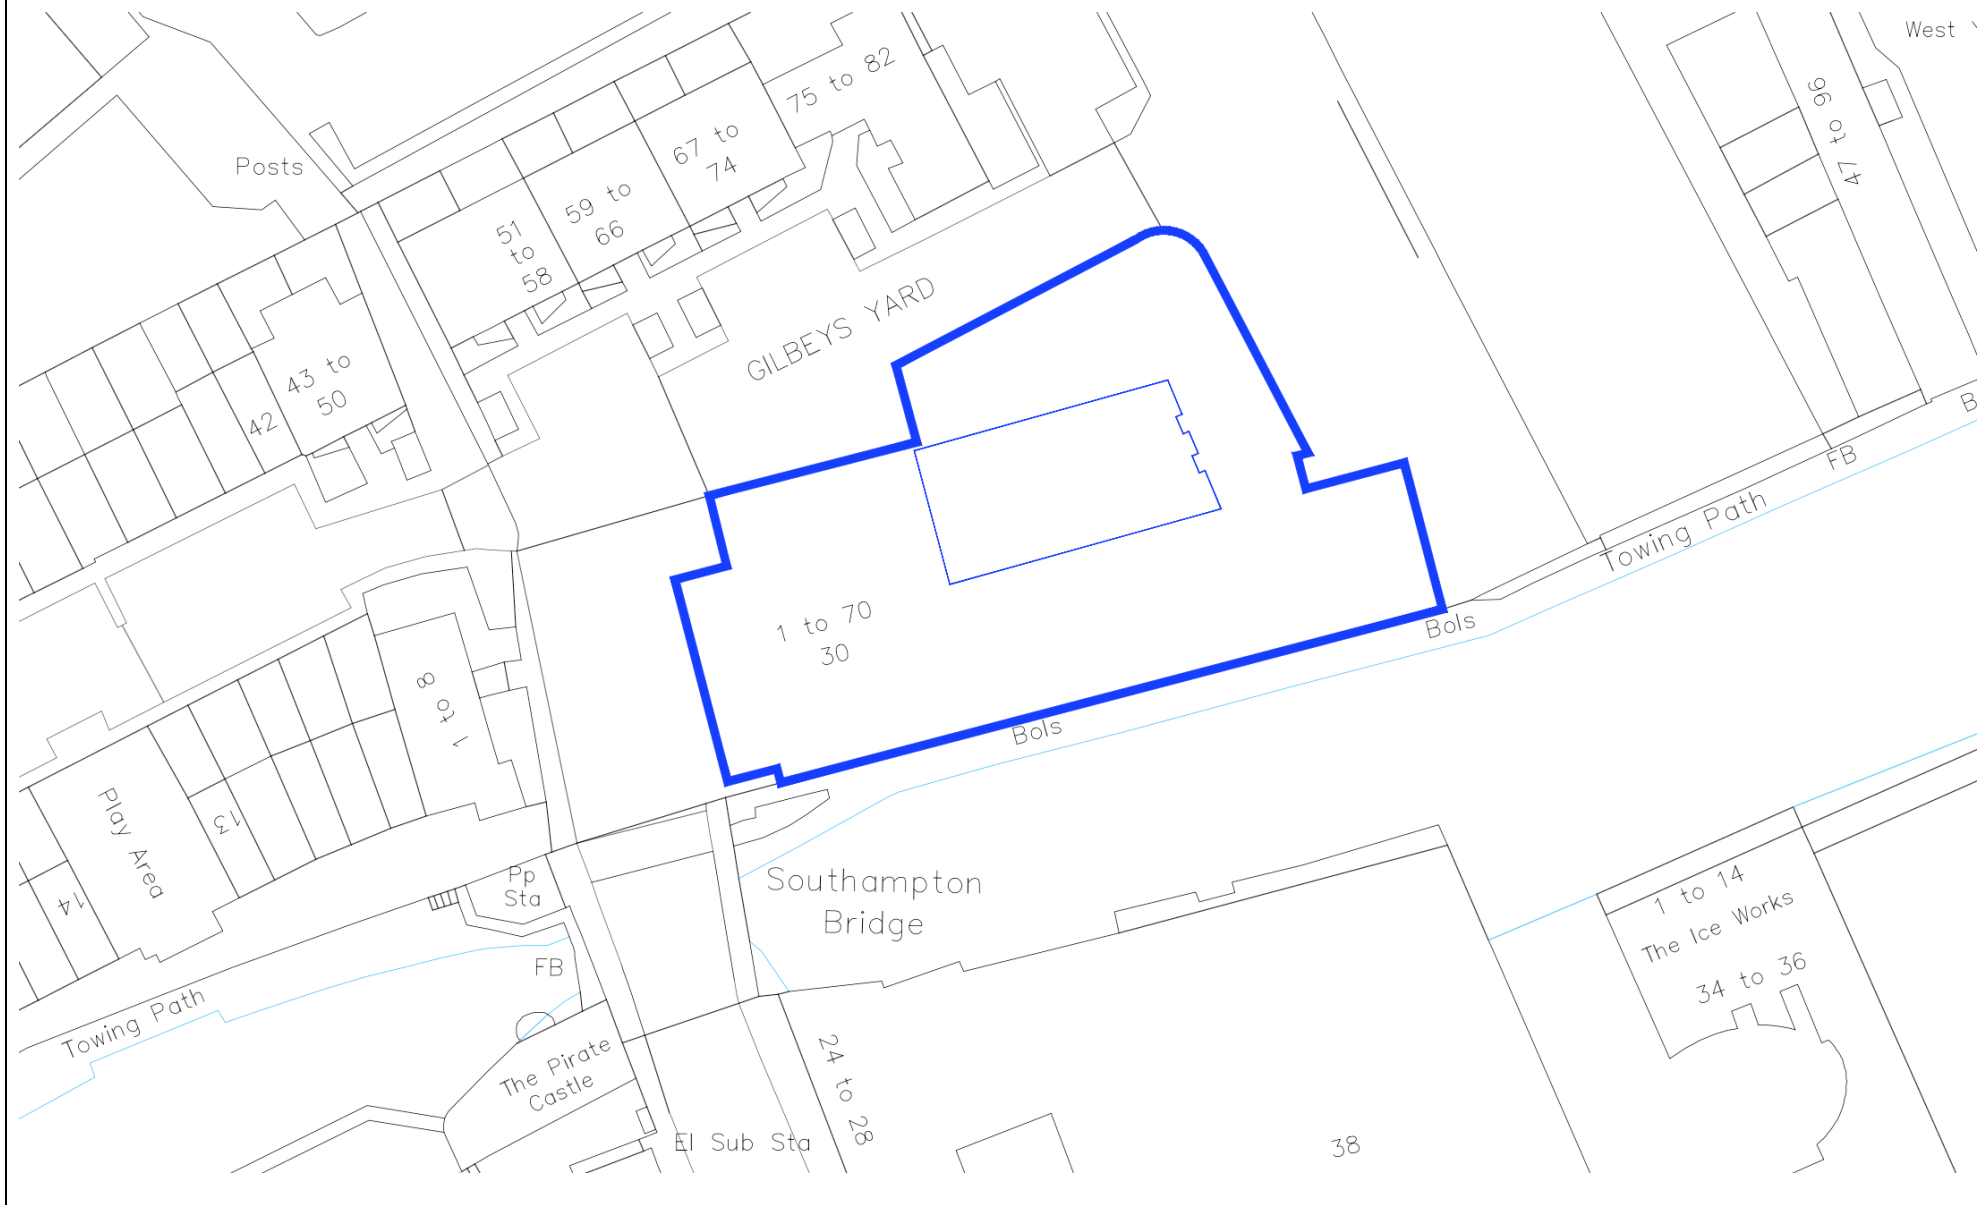 West
Posts
75 to 82
67 to
74
59 to
66
51
to
58
96 to 47
GILBEYS YARD
43 to
50
42
B
FB
Towing Path
1 to 70
30
Bols
Bols
1 to 8
Play Area
13
14
Pp
Sta
Southampton
Bridge
FB
Towing Path
The Pirate
Castle
El Sub Sta
24 to 28
38
1 to 14
The Ice Works
34 to 36